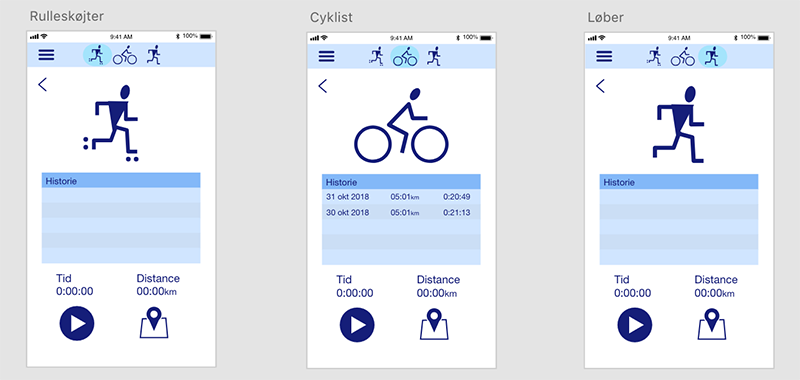 Rulleskøjter
9:41 AM 100%
Historie
Tid Distance
0:00:00 00:00km
Cyklist
9:41 AM 100%
Historie
31 okt 2018 05:01km 0:20:49
30 okt 2018 05:01km 0:21:13
Tid Distance
0:00:00 00:00km
Løber
9:41 AM 100%
Historie
Tid Distance
0:00:00 00:00km